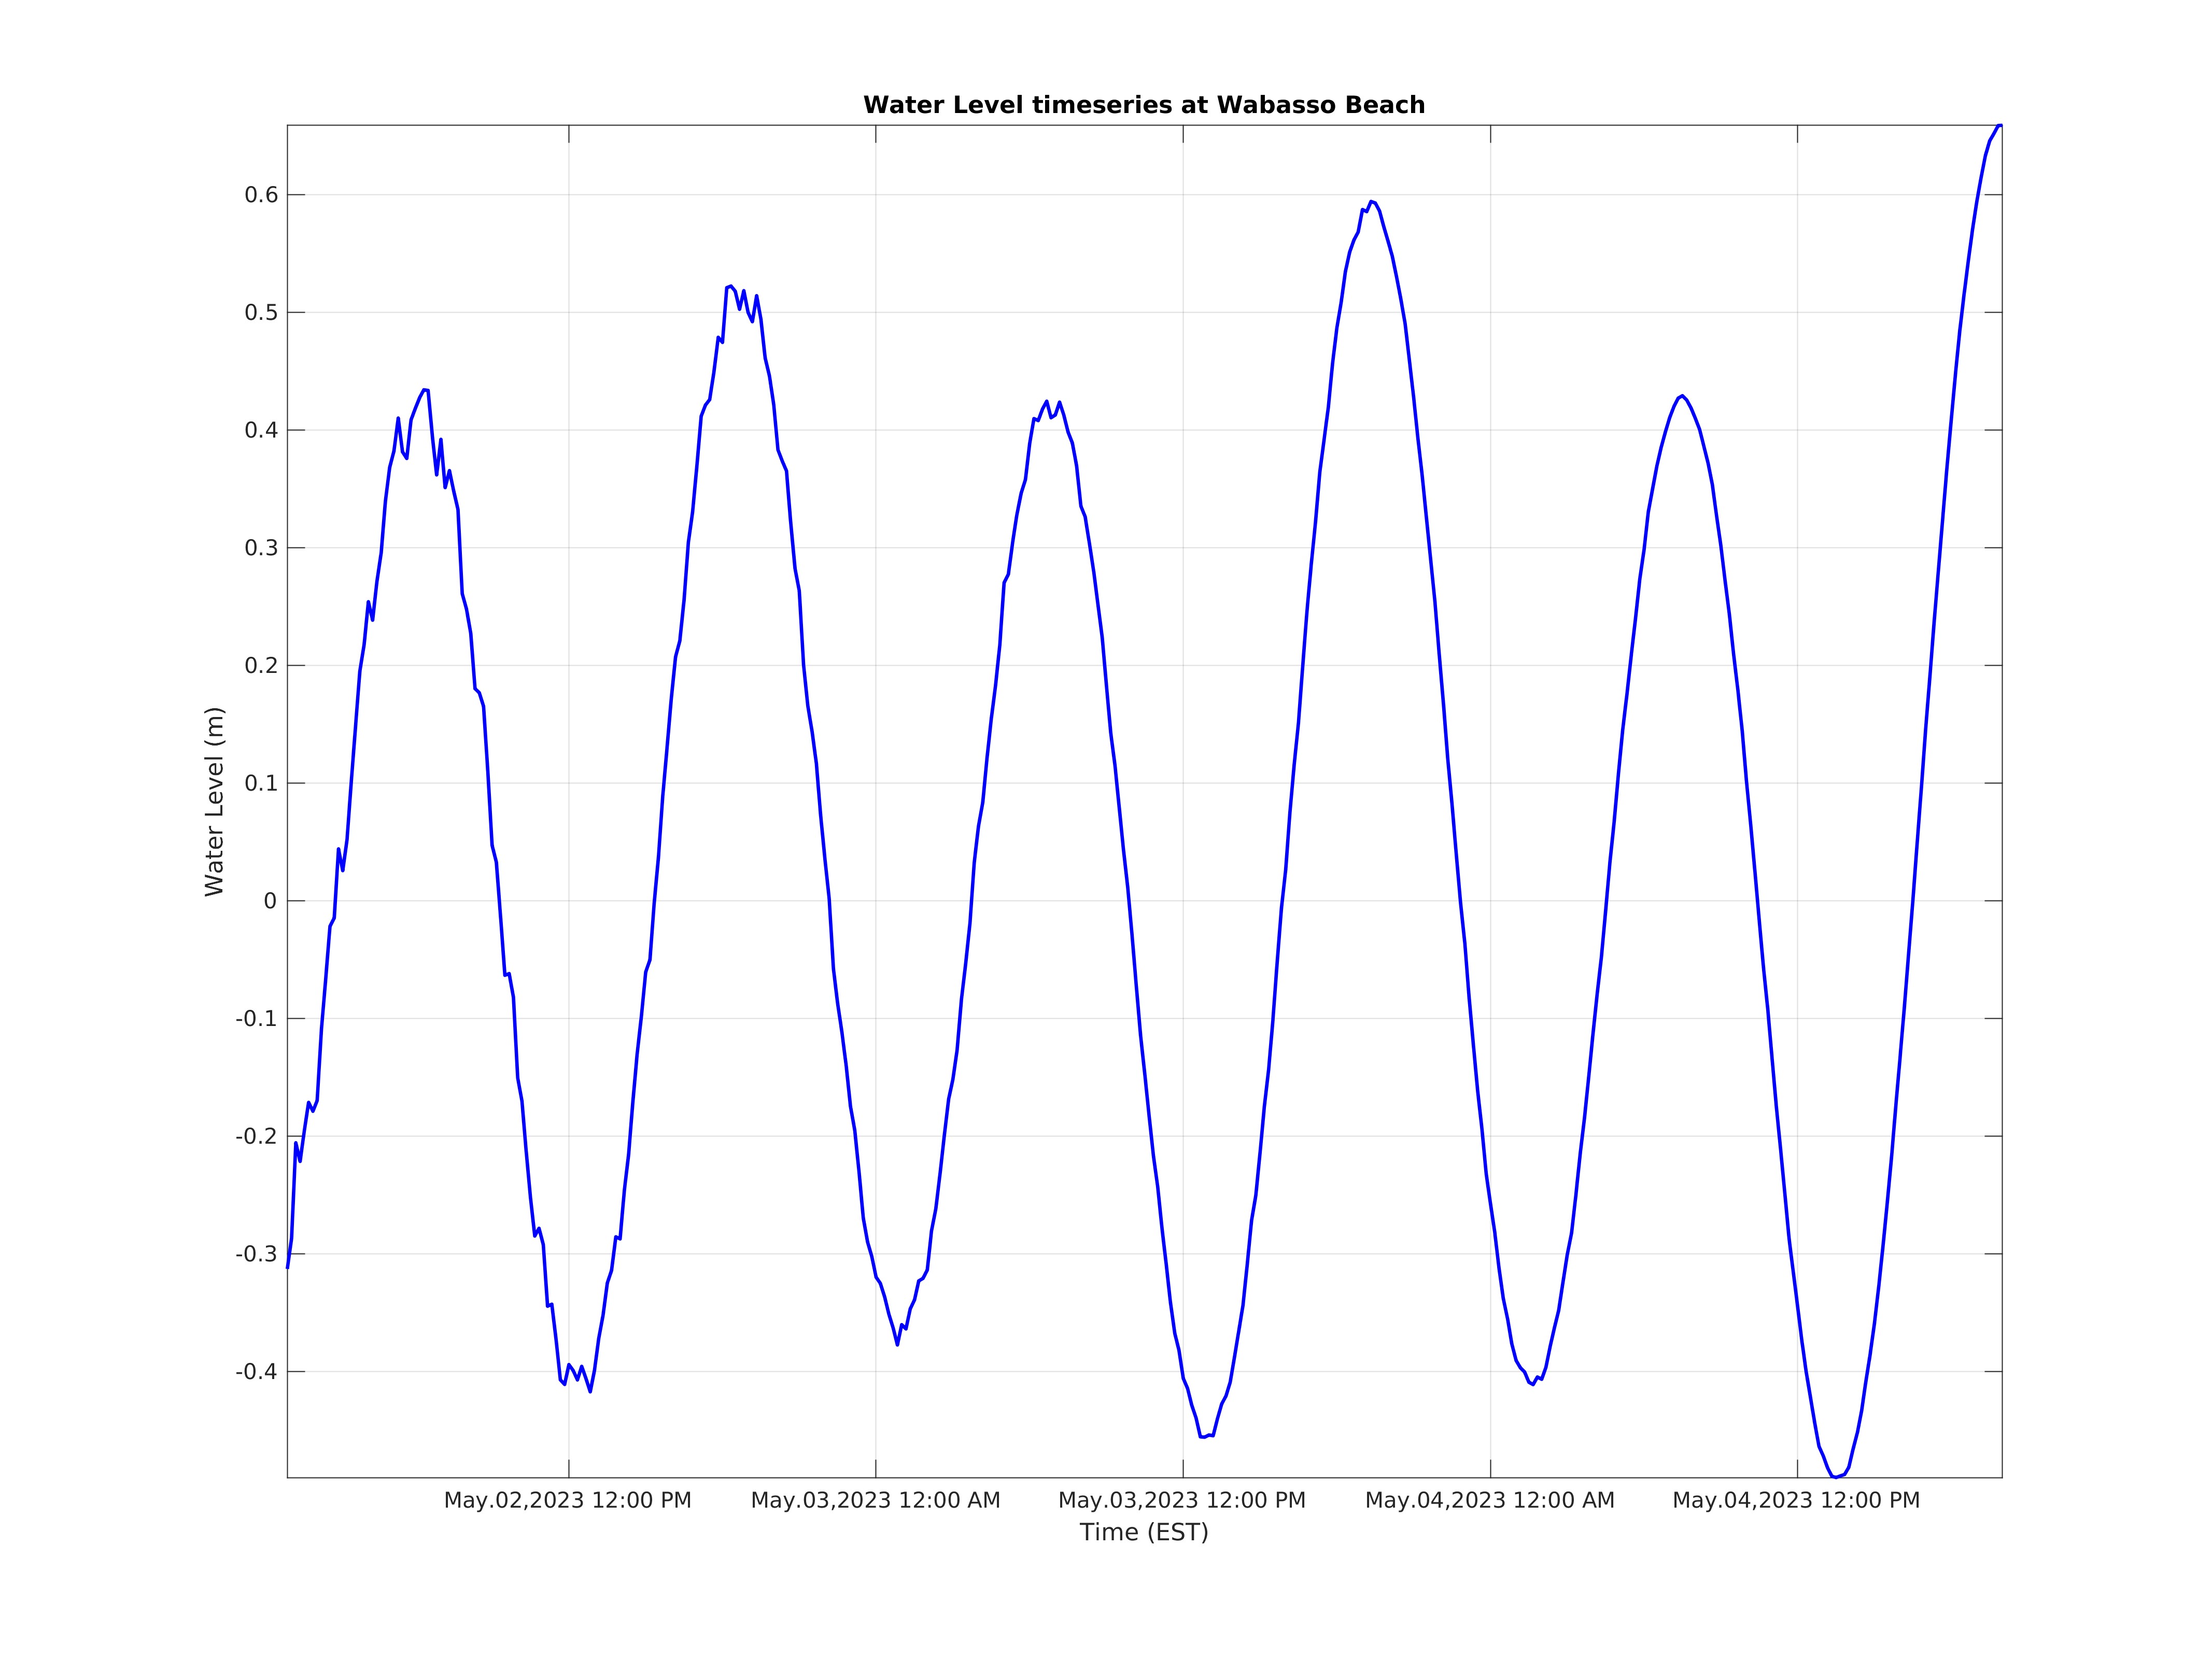 Water Level timeseries at Wabasso Beach
0.6
0.5
0.4
0.3
0.2
0.1
0
-0.1
-0.2
-0.3
-0.4
Water Level (m)
May.02,2023 12:00 PM May.03,2023 12:00 AM May.03,2023 12:00 PM May.04,2023 12:00 AM May.04,2023 12:00 PM
Time (EST)